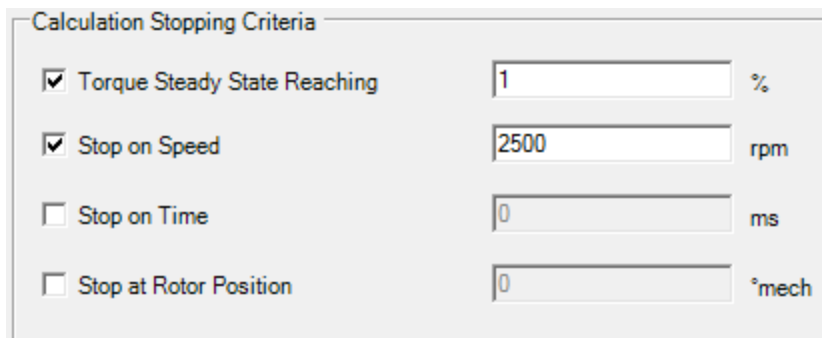 Calculation Stopping Criteria
Torque Steady State Reaching 1 %
Stop on Speed 2500 rpm
Stop on Time 0 ms
Stop at Rotor Position 0 °mech